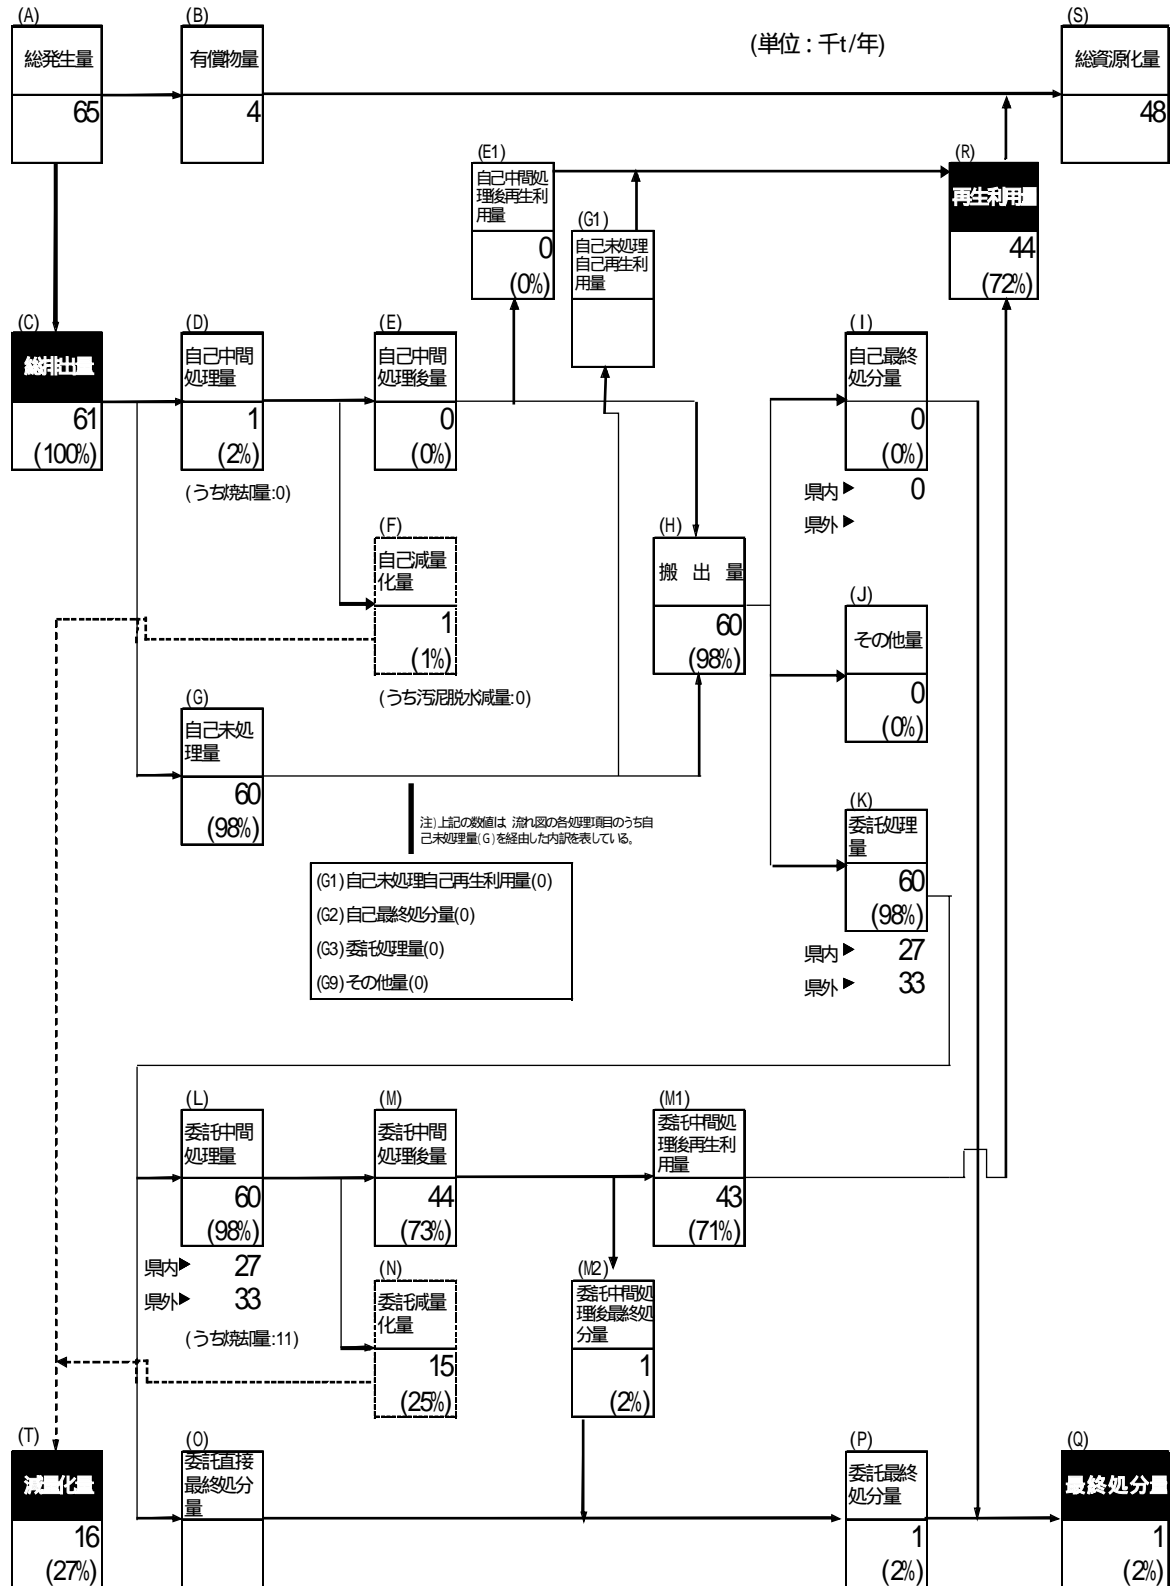 (A)
総発生量
65
(B)
有償物量
4
(単位：千t/年)
(S)
総資源化量
48
(E1)
自己中間処
理後再生利
用量
0
(0%)
(G1)
自己未処理
自己再生利
用量
(R)
再生利用量
44
(72%)
(C)
総排出量
61
(100%)
(D)
自己中間
処理量
1
(2%)
(うち焼却量:0)
(E)
自己中間
処理後量
0
(0%)
(I)
自己最終
処分量
0
(0%)
県内▶ 0
県外▶
(F)
自己減量
化量
1
(1%)
(うち汚泥脱水減量:0)
(H)
搬 出 量
60
(98%)
(J)
その他量
0
(0%)
(G)
自己未処
理量
60
(98%)
注)上記の数値は 流れ図の各処理項目のうち自
己未処理量(G)を経由した内訳を表している。
(G1)自己未処理自己再生利用量(0)
(G2)自己最終処分量(0)
(G3)委託処理量(0)
(G9)その他量(0)
(K)
委託処理
量
60
(98%)
県内▶ 27
県外▶ 33
(L)
委託中間
処理量
60
(98%)
県内▶ 27
県外▶ 33
(うち焼却量:11)
(M)
委託中間
処理後量
44
(73%)
(M1)
委託中間処
理後再生利
用量
43
(71%)
(N)
委託減量
化量
15
(25%)
(M2)
委託中間処
理後最終処
分量
1
(2%)
(T)
減量化量
16
(27%)
(O)
委託直接
最終処分
量
(P)
委託最終
処分量
1
(2%)
(Q)
最終処分量
1
(2%)